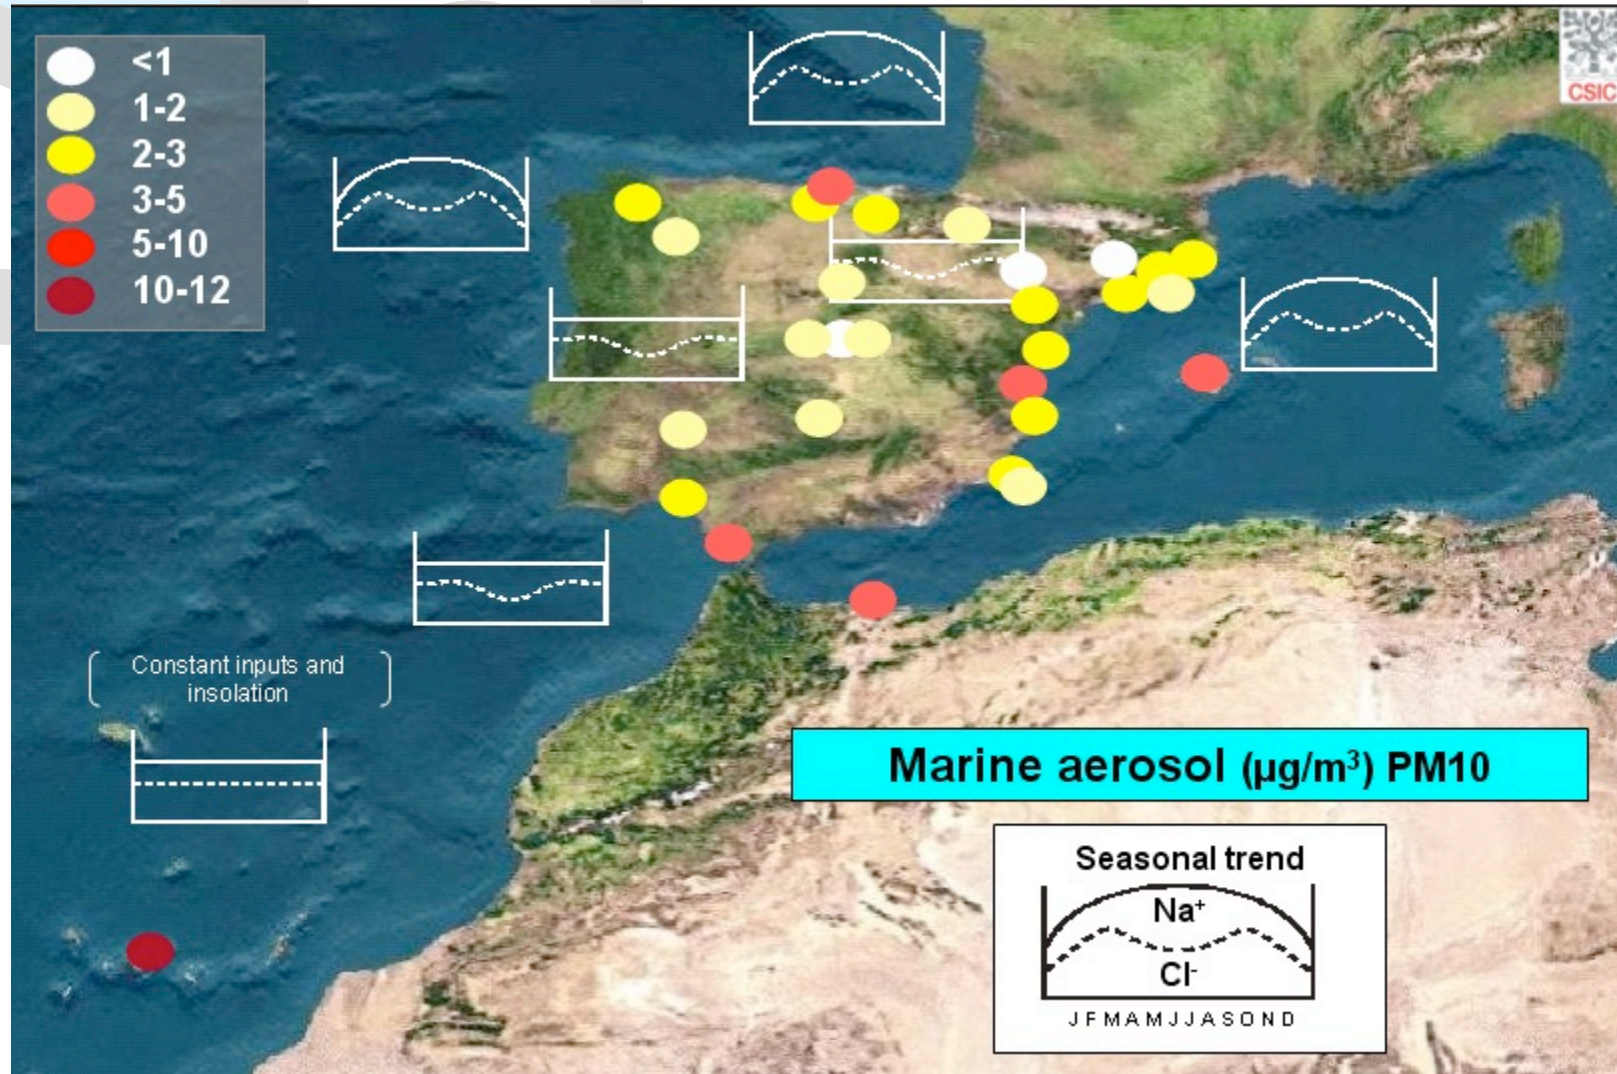 <1
1-2
2-3
3-5
5-10
10-12
CSIC
Constant inputs and
insolation
Marine aerosol (µg/m³) PM10
Seasonal trend
Na⁺
Cl⁻
J F M A M J J A S O N D